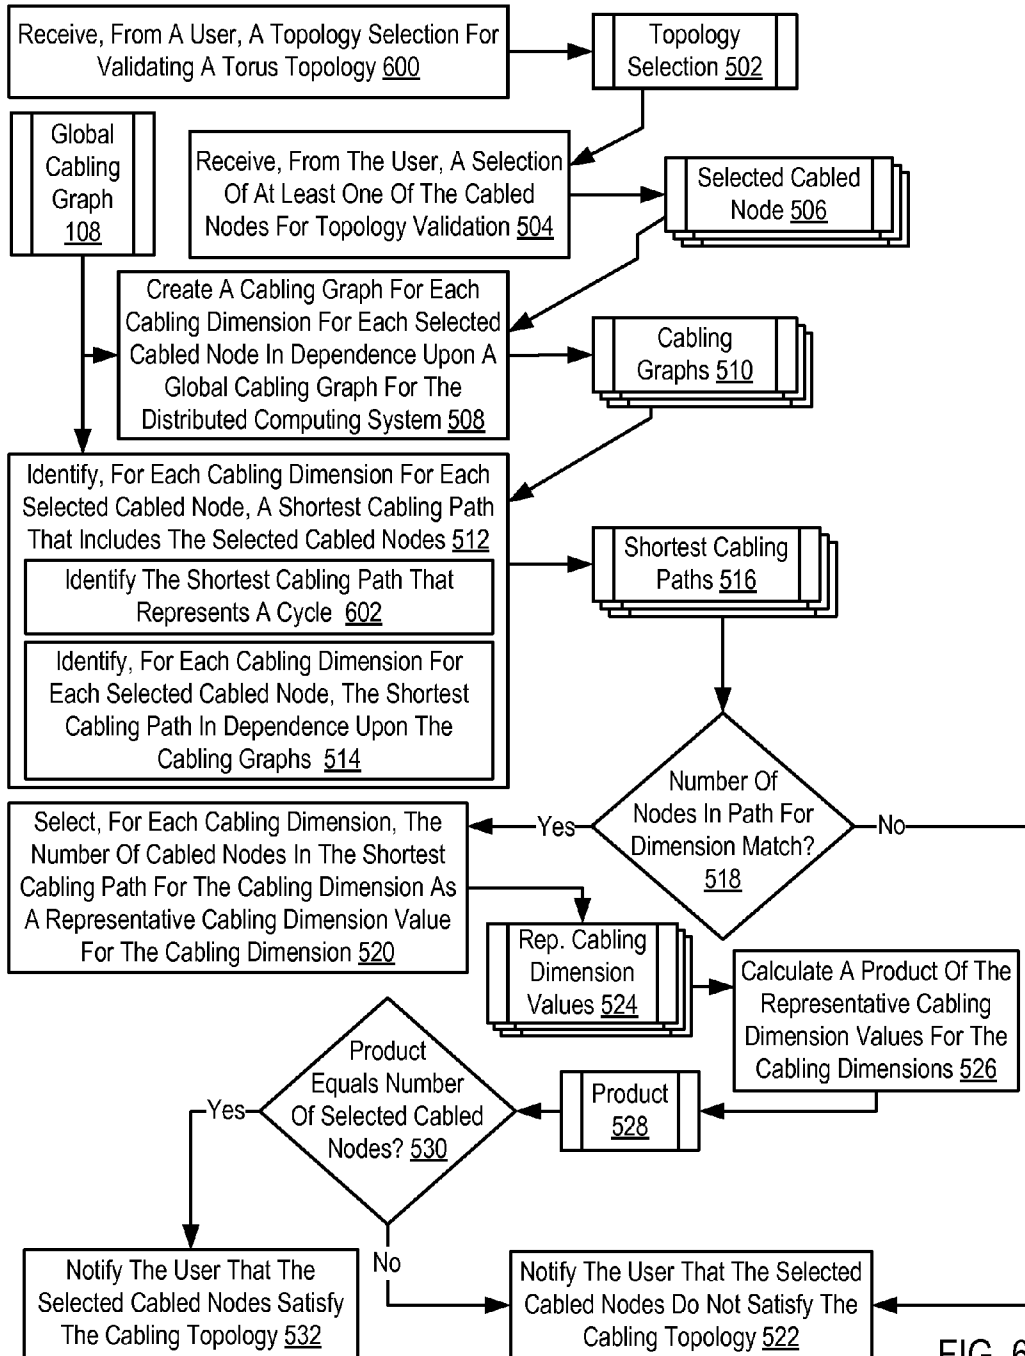 Receive, From A User, A Topology Selection For
Validating A Torus Topology 600
Topology
Selection 502
Global
Cabling
Graph
108
Receive, From The User, A Selection
Of At Least One Of The Cabled
Nodes For Topology Validation 504
Selected Cabled
Node 506
Create A Cabling Graph For Each
Cabling Dimension For Each Selected
Cabled Node In Dependence Upon A
Global Cabling Graph For The
Distributed Computing System 508
Cabling
Graphs 510
Identify, For Each Cabling Dimension For Each
Selected Cabled Node, A Shortest Cabling Path
That Includes The Selected Cabled Nodes 512
Identify The Shortest Cabling Path That
Represents A Cycle 602
Identify, For Each Cabling Dimension For
Each Selected Cabled Node, The Shortest
Cabling Path In Dependence Upon The
Cabling Graphs 514
Shortest Cabling
Paths 516
Number Of
Nodes In Path For
Dimension Match?
518
Yes
No
Select, For Each Cabling Dimension, The
Number Of Cabled Nodes In The Shortest
Cabling Path For The Cabling Dimension As
A Representative Cabling Dimension Value
For The Cabling Dimension 520
Rep. Cabling
Dimension
Values 524
Calculate A Product Of The
Representative Cabling
Dimension Values For The
Cabling Dimensions 526
Product
528
Product
Equals Number
Of Selected Cabled
Nodes? 530
Yes
No
Notify The User That The
Selected Cabled Nodes Satisfy
The Cabling Topology 532
Notify The User That The Selected
Cabled Nodes Do Not Satisfy The
Cabling Topology 522
FIG. 6